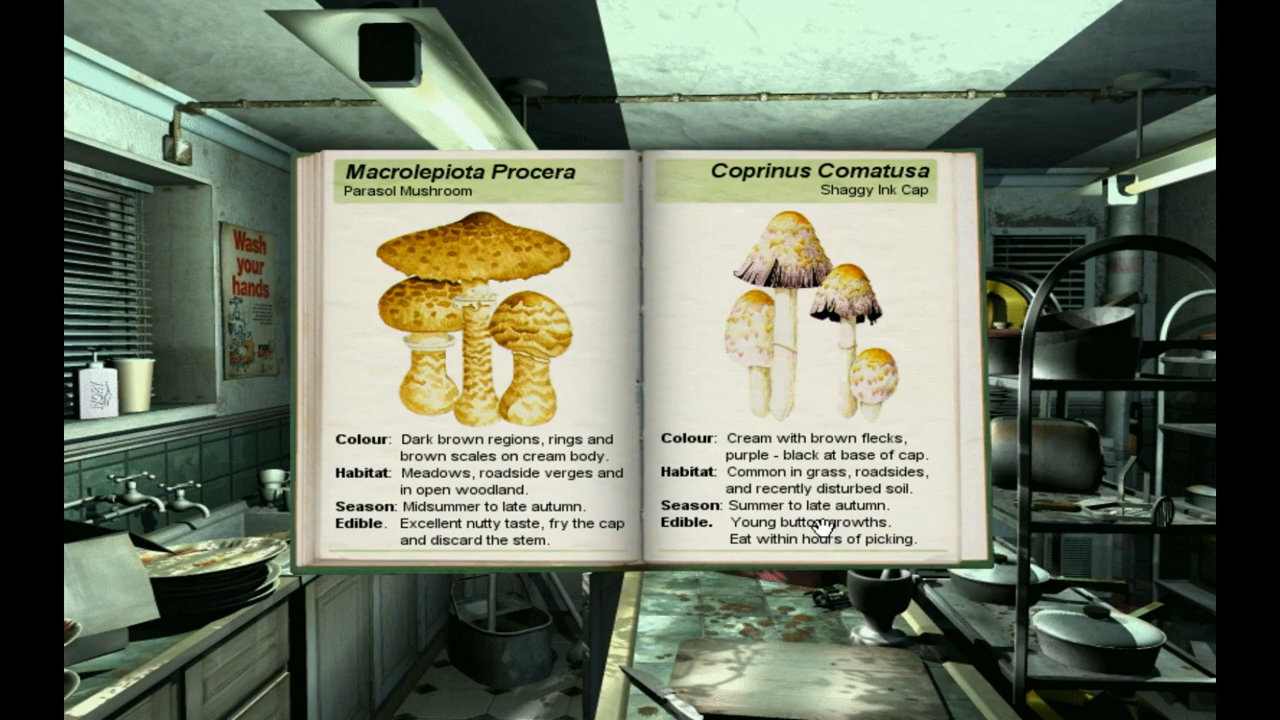 Wash
your
hands
Macrolepiota Procera
Parasol Mushroom
Colour: Dark brown regions, rings and
brown scales on cream body.
Habitat: Meadows, roadside verges and
in open woodland.
Season: Midsummer to late autumn.
Edible. Excellent nutty taste, fry the cap
and discard the stem.
Coprinus Comatusa
Shaggy Ink Cap
Colour: Cream with brown flecks,
purple - black at base of cap.
Habitat: Common in grass, roadsides,
and recently disturbed soil.
Season: Summer to late autumn.
Edible. Young button growths.
Eat within hours of picking.